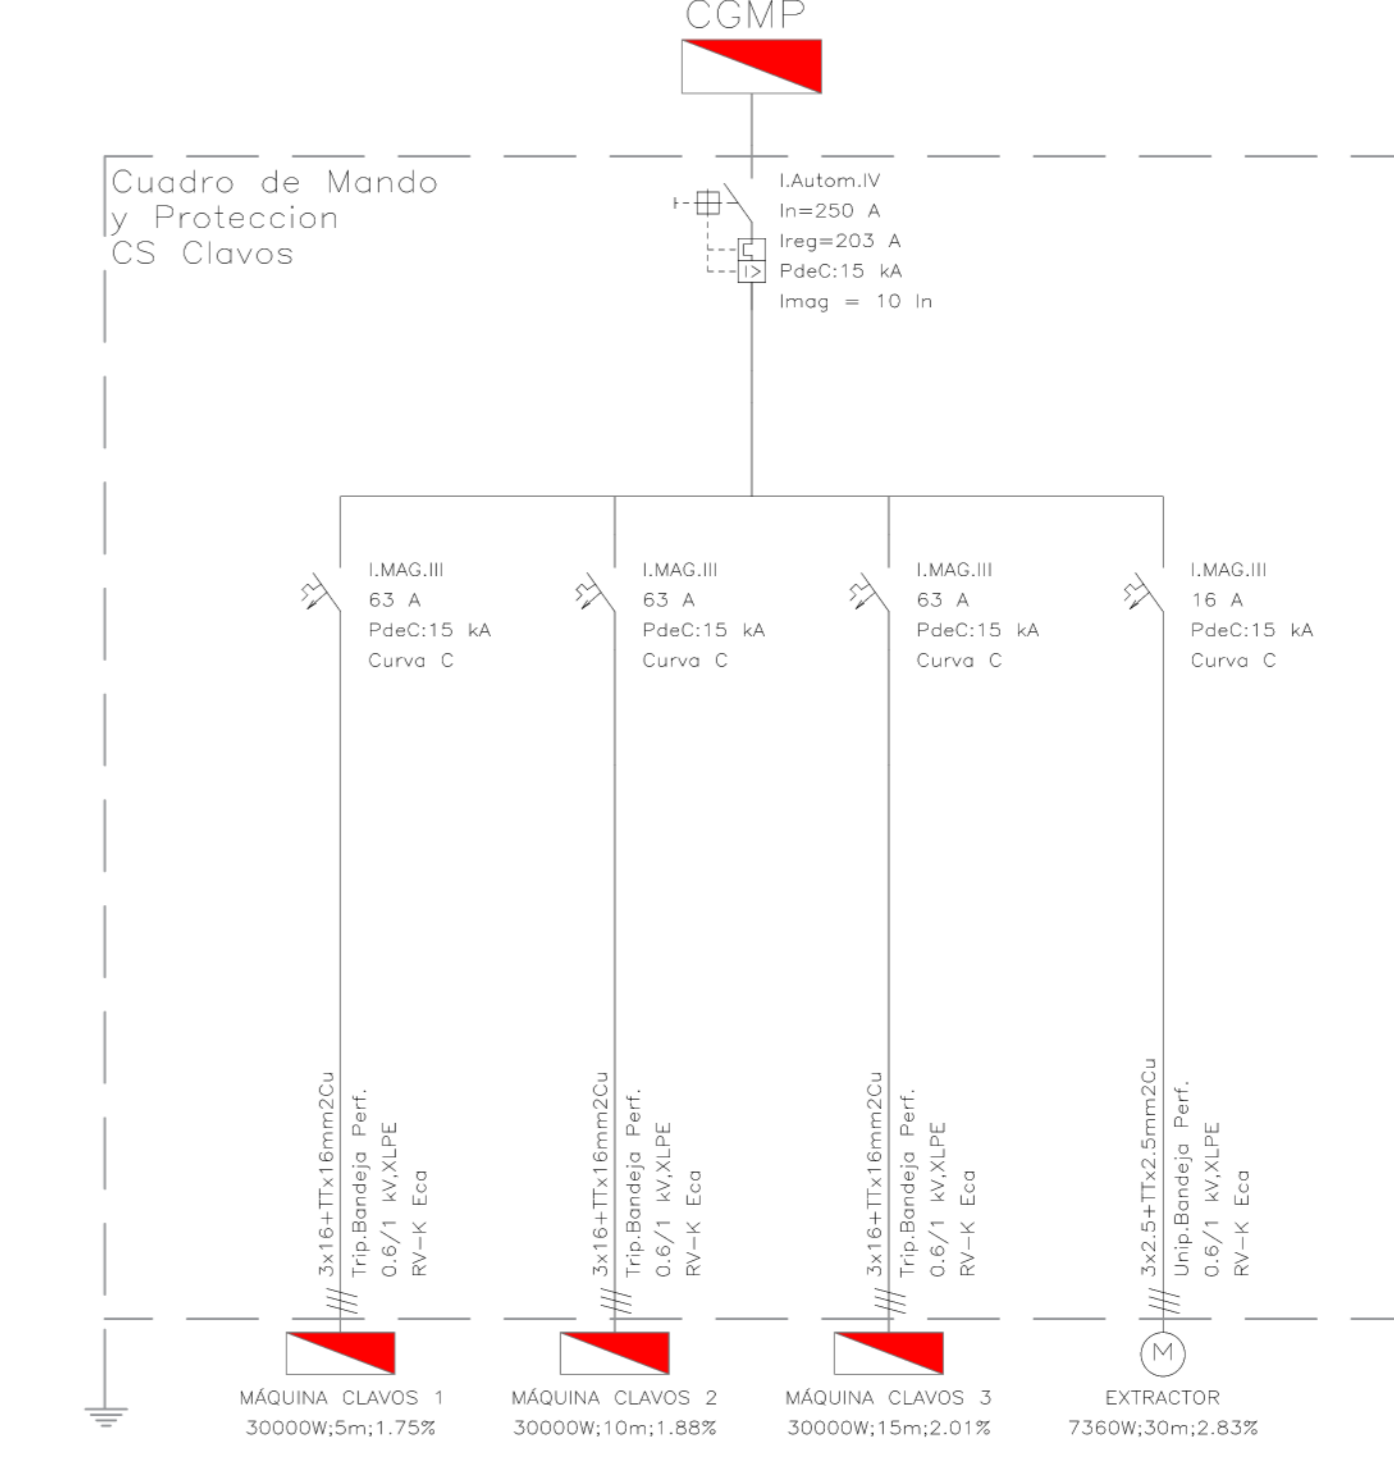 CGMP
Cuadro de Mando
y Proteccion
CS Clavos
I.Autom.IV
In=250 A
Ireg=203 A
PdeC:15 kA
Imag = 10 In
I>
I.MAG.III
63 A
PdeC:15 kA
Curva C
I.MAG.III
63 A
PdeC:15 kA
Curva C
I.MAG.III
63 A
PdeC:15 kA
Curva C
I.MAG.III
16 A
PdeC:15 kA
Curva C
3x16+TTx16mm2Cu
Trip.Bandeja Perf.
0.6/1 kV,XLPE
RV-K Eca
3x16+TTx16mm2Cu
Trip.Bandeja Perf.
0.6/1 kV,XLPE
RV-K Eca
3x16+TTx16mm2Cu
Trip.Bandeja Perf.
0.6/1 kV,XLPE
RV-K Eca
3x2.5+TTx2.5mm2Cu
Unip.Bandeja Perf.
0.6/1 kV,XLPE
RV-K Eca
MÁQUINA CLAVOS 1
30000W;5m;1.75%
MÁQUINA CLAVOS 2
30000W;10m;1.88%
MÁQUINA CLAVOS 3
30000W;15m;2.01%
M
EXTRACTOR
7360W;30m;2.83%